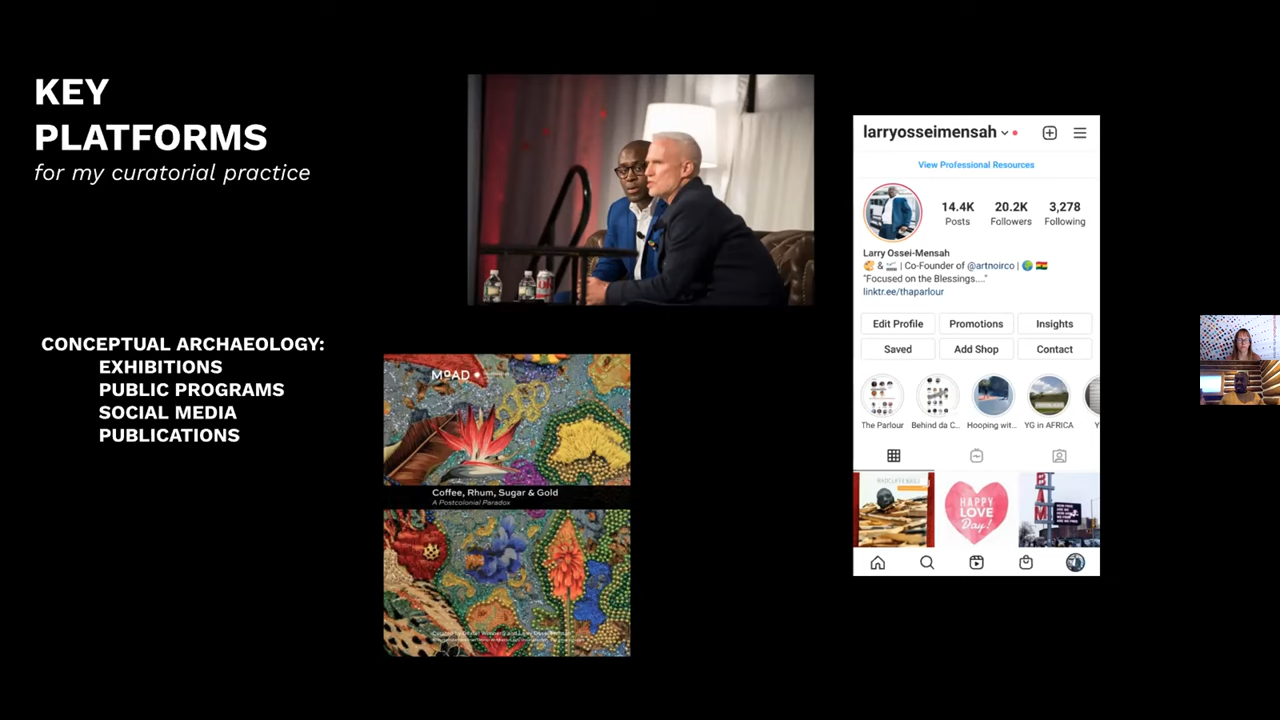 KEY
PLATFORMS
for my curatorial practice
CONCEPTUAL ARCHAEOLOGY:
EXHIBITIONS
PUBLIC PROGRAMS
SOCIAL MEDIA
PUBLICATIONS
MoAD
Coffee, Rhum, Sugar & Gold
A Postcolonial Paradox
larryosseimensah
View Professional Resources
14.4K 20.2K 3,278
Posts Followers Following
Larry Ossei-Mensah
& | Co-Founder of @artnoirco |
"Focused on the Blessings...."
linktr.ee/thaparlour
Edit Profile Promotions Insights
Saved Add Shop Contact
The Parlour Behind da C... Hooping wit... YG in AFRICA
HAPPY
LOVE
Day!
BAM